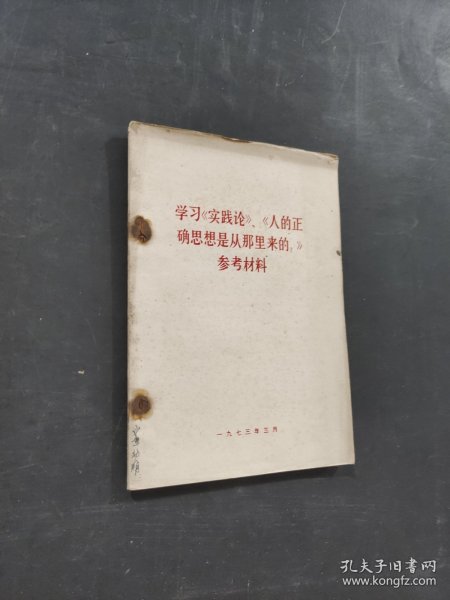 学习《实践论》、《人的正
确思想是从那里来的。》
参考材料
一九七三年三月
孔夫子旧书网
www.kongfz.com